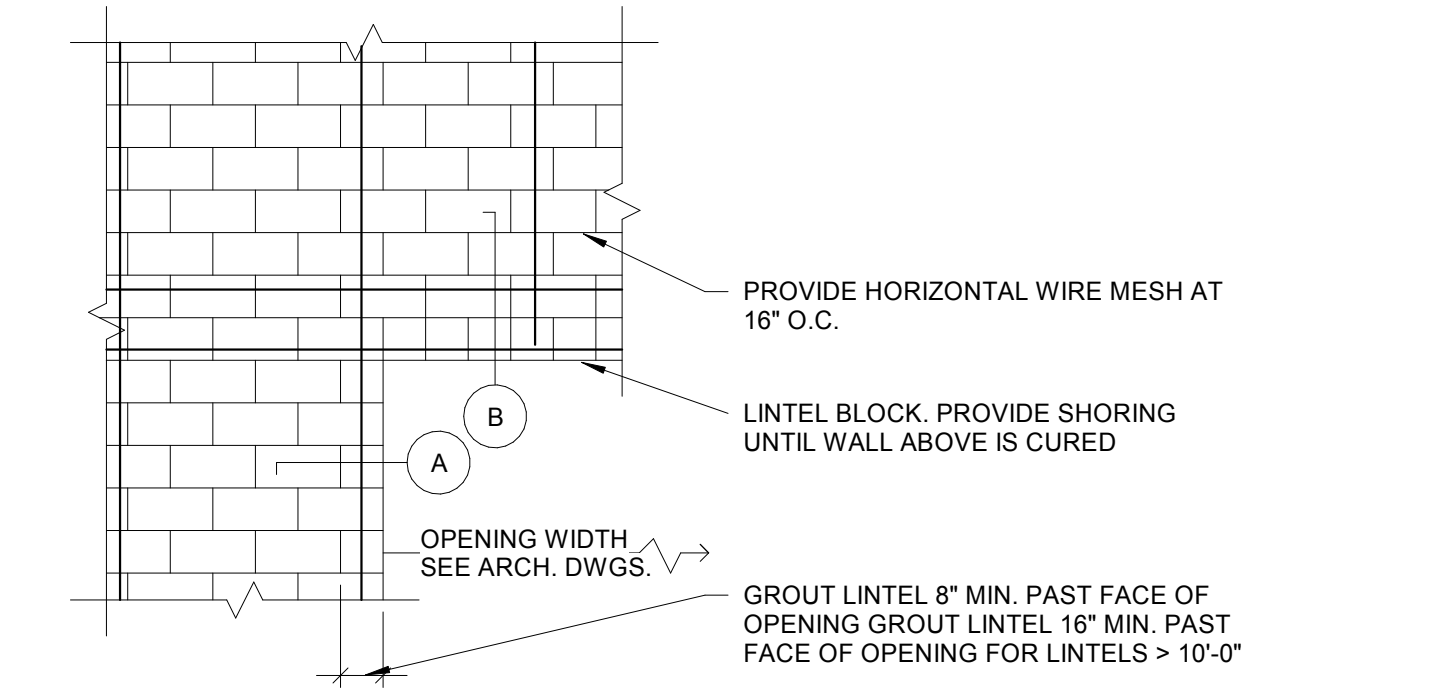 PROVIDE HORIZONTAL WIRE MESH AT
16" O.C.
LINTEL BLOCK. PROVIDE SHORING
UNTIL WALL ABOVE IS CURED
B
A
OPENING WIDTH
SEE ARCH. DWGS.
GROUT LINTEL 8" MIN. PAST FACE OF
OPENING GROUT LINTEL 16" MIN. PAST
FACE OF OPENING FOR LINTELS > 10'-0"